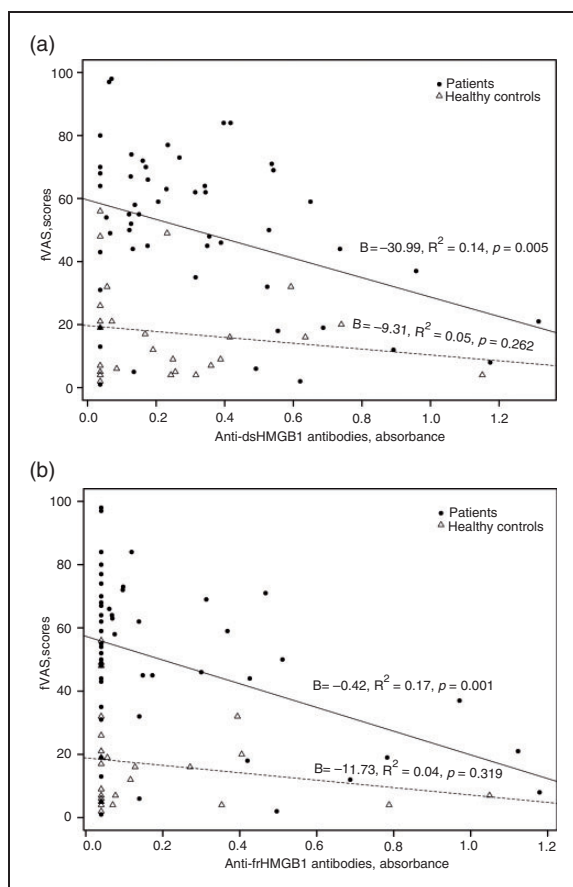 (a)
100
80
60
40
20
0
fVAS,scores
Patients
Healthy controls
B=−30.99, R² = 0.14, p = 0.005
B= −9.31, R² = 0.05, p = 0.262
0.0 0.2 0.4 0.6 0.8 1.0 1.2
Anti-dsHMGB1 antibodies, absorbance
(b)
100
80
60
40
20
0
fVAS,scores
Patients
Healthy controls
B= −0.42, R² = 0.17, p = 0.001
B= −11.73, R² = 0.04, p = 0.319
0.0 0.2 0.4 0.6 0.8 1.0 1.2
Anti-frHMGB1 antibodies, absorbance